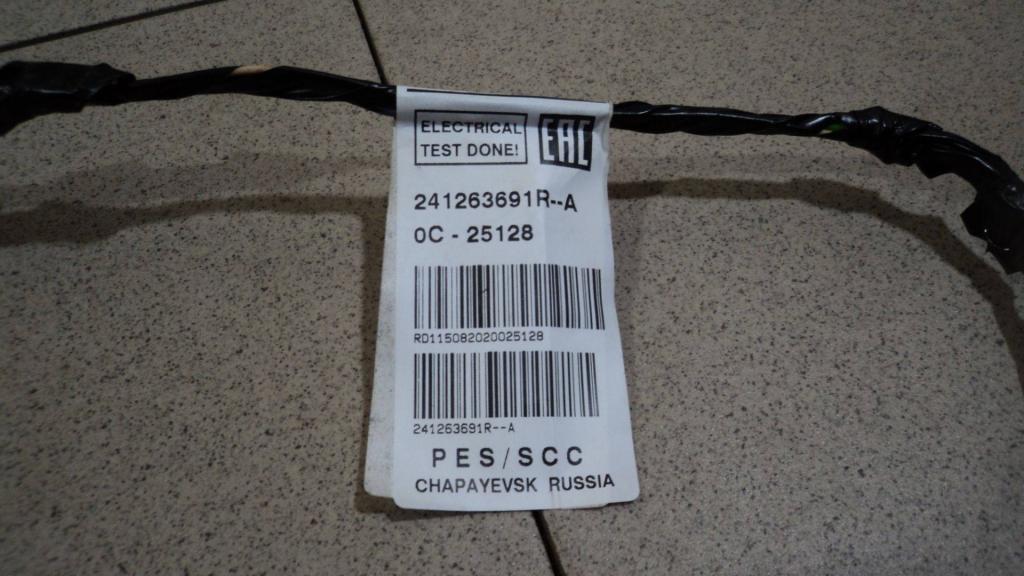 ELECTRICAL
TEST DONE!
EAC
241263691R--A
0C - 25128
RD115082020025128
241263691R--A
PES/SCC
CHAPAYEVSK RUSSIA